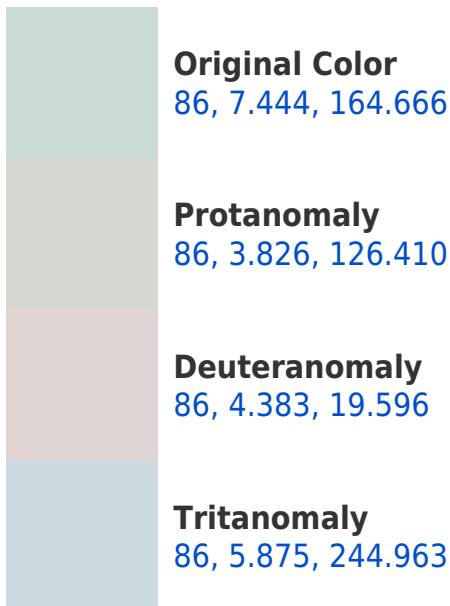 Original Color
86, 7.444, 164.666
Protanomaly
86, 3.826, 126.410
Deuteranomaly
86, 4.383, 19.596
Tritanomaly
86, 5.875, 244.963